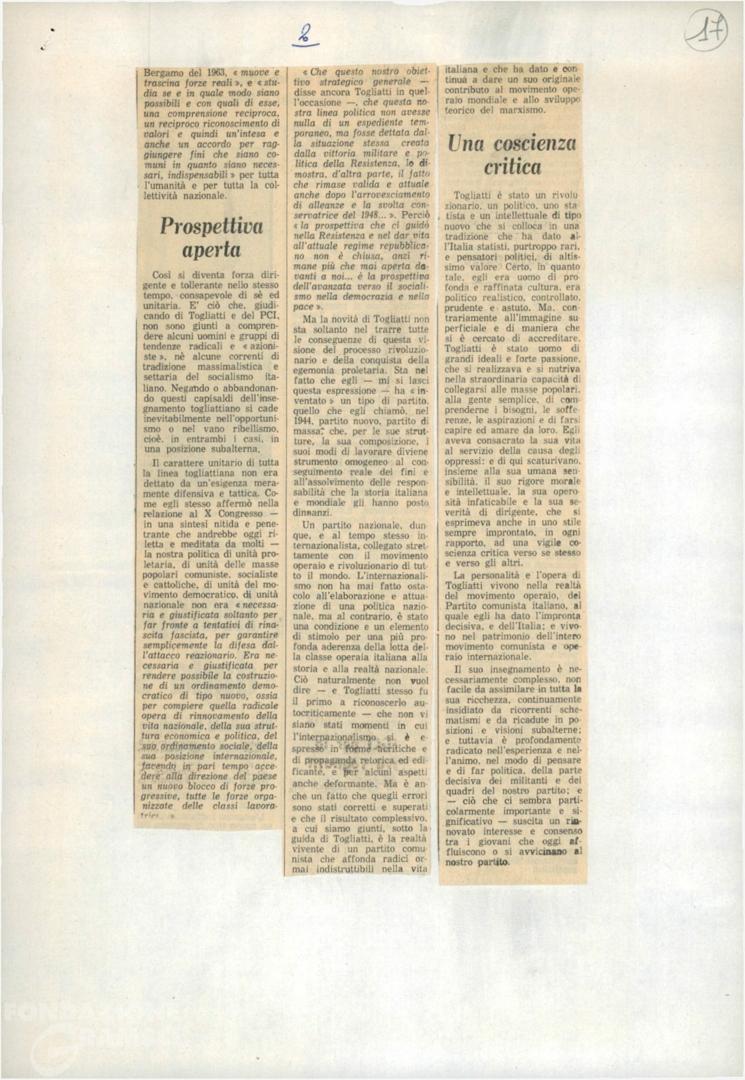 2
17
Bergamo del 1963, « muove e
trascina forze reali », e « stu-
dia se e in quale modo siano
possibili e con quali di esse,
una comprensione reciproca,
un reciproco riconoscimento di
valori e quindi un'intesa e
anche un accordo per rag-
giungere fini che siano co-
muni in quanto siano neces-
sari, indispensabili » per tutta
l'umanità e per tutta la col-
lettività nazionale.
Prospettiva
aperta
Così si diventa forza diri-
gente e tollerante nello stesso
tempo, consapevole di sè ed
unitaria. E' ciò che, giudi-
cando di Togliatti e del PCI,
non sono giunti a compren-
dere alcuni uomini e gruppi di
tendenze radicali e « azioni-
ste », nè alcune correnti di
tradizione massimalistica e
settaria del socialismo ita-
liano. Negando o abbandonan-
do questi capisaldi dell'inse-
gnamento togliattiano si cade
inevitabilmente nell'opportuni-
smo o nel vano ribellismo,
cioè, in entrambi i casi, in
una posizione subalterna.
Il carattere unitario di tutta
la linea togliattiana non era
dettato da un'esigenza mera-
mente difensiva e tattica. Co-
me egli stesso affermò nella
relazione al X Congresso —
in una sintesi nitida e pene-
trante che andrebbe oggi ri-
letta e meditata da molti —
la nostra politica di unità pro-
letaria, di unità delle masse
popolari comuniste, socialiste
e cattoliche, di unità del mo-
vimento democratico, di unità
nazionale non era « necessa-
ria e giustificata soltanto per
far fronte a tentativi di rina-
scita fascista, per garantire
semplicemente la difesa dal-
l'attacco reazionario. Era ne-
cessaria e giustificata per
rendere possibile la costruzio-
ne di un ordinamento demo-
cratico di tipo nuovo, ossia
per compiere quella radicale
opera di rinnovamento della
vita nazionale, della sua strut-
tura economica e politica, del
suo ordinamento sociale, della
sua posizione internazionale,
facendo in pari tempo acce-
dere alla direzione del paese
un nuovo blocco di forze pro-
gressive, tutte le forze orga-
nizzate delle classi lavora-
trici »
« Che questo nostro obiet-
tivo strategico generale —
disse ancora Togliatti in quel-
l'occasione —, che questa no-
stra linea politica non avesse
nulla di un espediente tem-
poraneo, ma fosse dettata dal-
la situazione stessa creata
dalla vittoria militare e po-
litica della Resistenza, lo di-
mostra, d'altra parte, il fatto
che rimase valida e attuale
anche dopo l'arrovesciamento
di alleanze e la svolta con-
servatrice del 1948... ». Perciò
« la prospettiva che ci guidò
nella Resistenza e nel dar vita
all'attuale regime repubblica-
no non è chiusa, anzi ri-
mane più che mai aperta da-
vanti a noi... è la prospettiva
dell'avanzata verso il sociali-
smo nella democrazia e nella
pace ».
Ma la novità di Togliatti non
sta soltanto nel trarre tutte
le conseguenze di questa vi-
sione del processo rivoluzio-
nario e della conquista della
egemonia proletaria. Sta nel
fatto che egli — mi si lasci
questa espressione — ha « in-
ventato » un tipo di partito,
quello che egli chiamò, nel
1944, partito nuovo, partito di
massa: che, per le sue strut-
ture, la sua composizione, i
suoi modi di lavorare diviene
strumento omogeneo al con-
seguimento reale dei fini e
all'assolvimento delle respon-
sabilità che la storia italiana
e mondiale gli hanno posto
dinnanzi.
Un partito nazionale, dun-
que, e al tempo stesso in-
ternazionalista, collegato stret-
tamente con il movimento
operaio e rivoluzionario di tut-
to il mondo. L'internazionali-
smo non ha mai fatto osta-
colo all'elaborazione e attua-
zione di una politica nazio-
nale, ma al contrario, è stato
una condizione e un elemento
di stimolo per una più pro-
fonda aderenza della lotta del-
la classe operaia italiana alla
storia e alla realtà nazionale.
Ciò naturalmente non vuol
dire — e Togliatti stesso fu
il primo a riconoscerlo au-
tocriticamente — che non vi
siano stati momenti in cui
l'internazionalismo si è e-
spresso in forme acritiche e
di propaganda retorica ed edi-
ficante, e per alcuni aspetti
anche deformante. Ma è an-
che un fatto che quegli errori
sono stati corretti e superati
e che il risultato complessivo,
a cui siamo giunti, sotto la
guida di Togliatti, è la realtà
vivente di un partito comu-
nista che affonda radici or-
mai indistruttibili nella vita
italiana e che ha dato e con-
tinuà a dare un suo originale
contributo al movimento ope-
raio mondiale e allo sviluppo
teorico del marxismo.
Una coscienza
critica
Togliatti è stato un rivolu-
zionario, un politico, uno sta-
tista e un intellettuale di tipo
nuovo che si colloca in una
tradizione che ha dato al-
l'Italia statisti, purtroppo rari,
e pensatori politici, di altis-
simo valore. Certo, in quanto
tale, egli era uomo di pro-
fonda e raffinata cultura, era
politico realistico, controllato,
prudente e astuto. Ma, con-
trariamente all'immagine su-
perficiale e di maniera che
si è cercato di accreditare,
Togliatti è stato uomo di
grandi ideali e forte passione,
che si realizzava e si nutriva
nella straordinaria capacità di
collegarsi alle masse popolari,
alla gente semplice, di com-
prenderne i bisogni, le soffe-
renze, le aspirazioni e di farsi
capire ed amare da loro. Egli
aveva consacrato la sua vita
al servizio della causa degli
oppressi: e di qui scaturivano,
insieme alla sua umana sen-
sibilità, il suo rigore morale
e intellettuale, la sua opero-
sità infaticabile e la sua se-
verità di dirigente, che si
esprimeva anche in uno stile
sempre improntato, in ogni
rapporto, ad una vigile co-
scienza critica verso se stesso
e verso gli altri.
La personalità e l'opera di
Togliatti vivono nella realtà
del movimento operaio, del
Partito comunista italiano, al
quale egli ha dato l'impronta
decisiva, e dell'Italia; e vivo-
no nel patrimonio dell'intero
movimento comunista e ope-
raio internazionale.
Il suo insegnamento è ne-
cessariamente complesso, non
facile da assimilare in tutta la
sua ricchezza, continuamente
insidiato da ricorrenti sche-
matismi e da ricadute in po-
sizioni e visioni subalterne;
e tuttavia è profondamente
radicato nell'esperienza e nel-
l'animo, nel modo di pensare
e di far politica, della parte
decisiva dei militanti e dei
quadri del nostro partito; e
— ciò che ci sembra parti-
colarmente importante e si-
gnificativo — suscita un rin-
novato interesse e consenso
tra i giovani che oggi af-
fluiscono o si avvicinano al
nostro partito.
FONDAZIONE
GRAMSCI